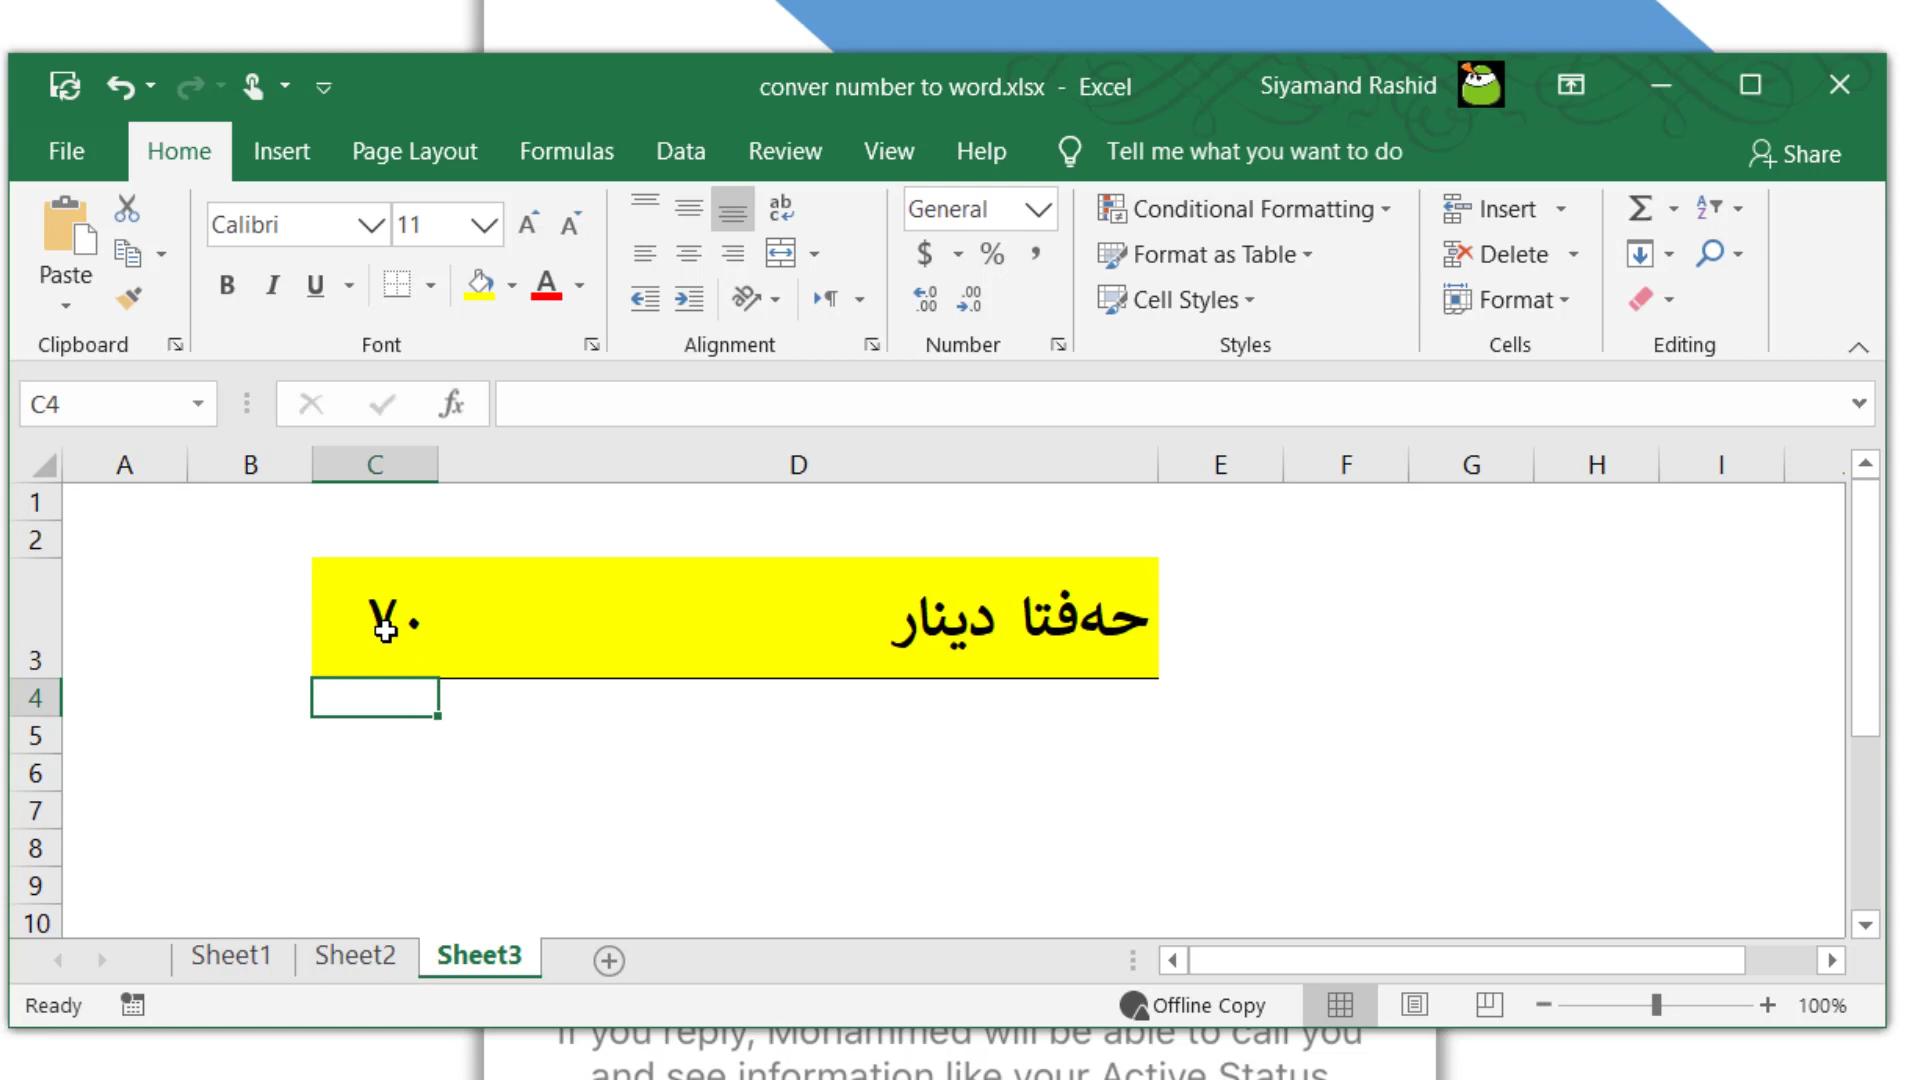 conver number to word.xlsx - Excel
Siyamand Rashid
File Home Insert Page Layout Formulas Data Review View Help Tell me what you want to do Share
Paste
Calibri 11
B I U A
General
$ % ,
Conditional Formatting
Format as Table
Cell Styles
Insert
Delete
Format
Clipboard Font Alignment Number Styles Cells Editing
C4 fx
A B C D E F G H I
1
2
3 ٧٠ حەفتا دینار
4
5
6
7
8
9
10
Sheet1 Sheet2 Sheet3
Ready Offline Copy 100%
If you reply, Mohammed will be able to call you
and see information like your Active Status